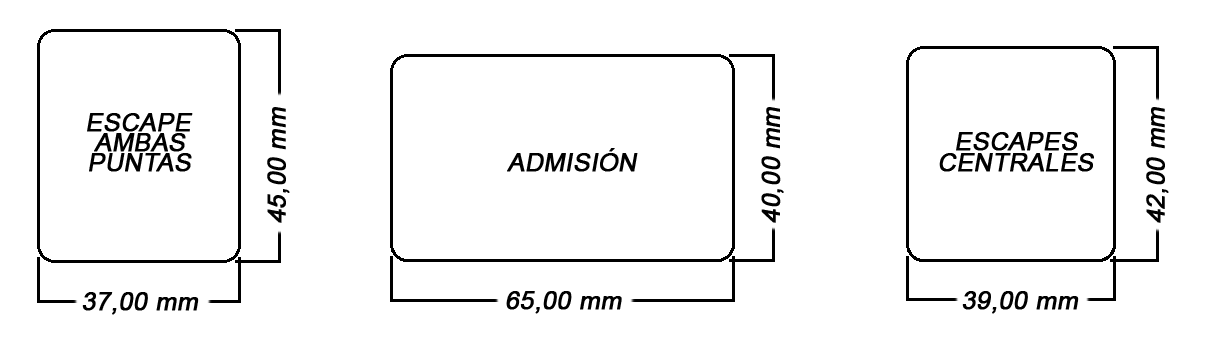 ESCAPE
AMBAS
PUNTAS
45,00 mm
37,00 mm
ADMISIÓN
40,00 mm
65,00 mm
ESCAPES
CENTRALES
42,00 mm
39,00 mm